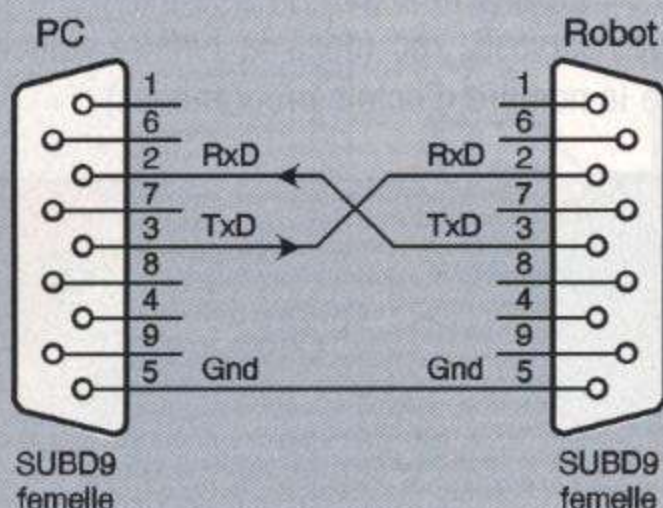 PC Robot
1 1
6 6
RxD RxD
2 2
7 7
TxD TxD
3 3
8 8
4 4
9 9
Gnd Gnd
5 5
SUBD9 SUBD9
femelle femelle